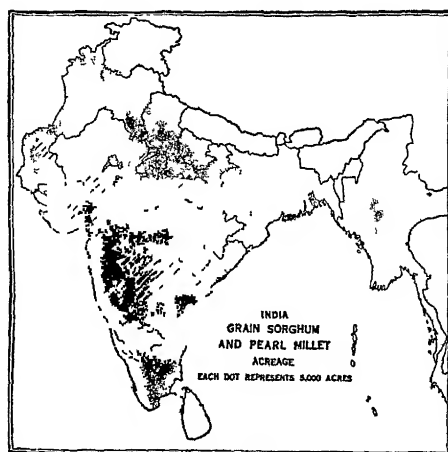 INDIA
GRAIN SORGHUM
AND PEARL MILLET
ACREAGE
EACH DOT REPRESENTS 5,000 ACRES